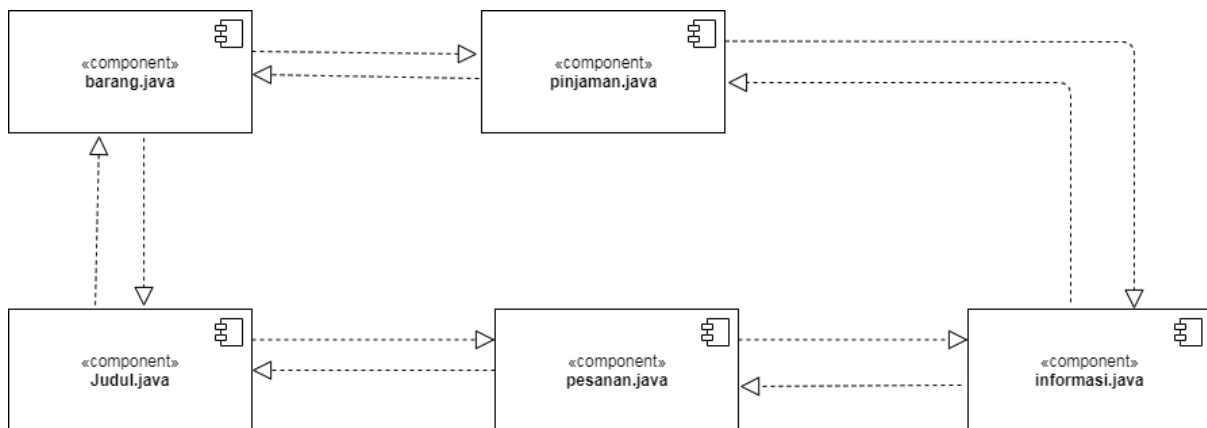 «component»
barang.java
«component»
pinjaman.java
«component»
Judul.java
«component»
pesanan.java
«component»
informasi.java